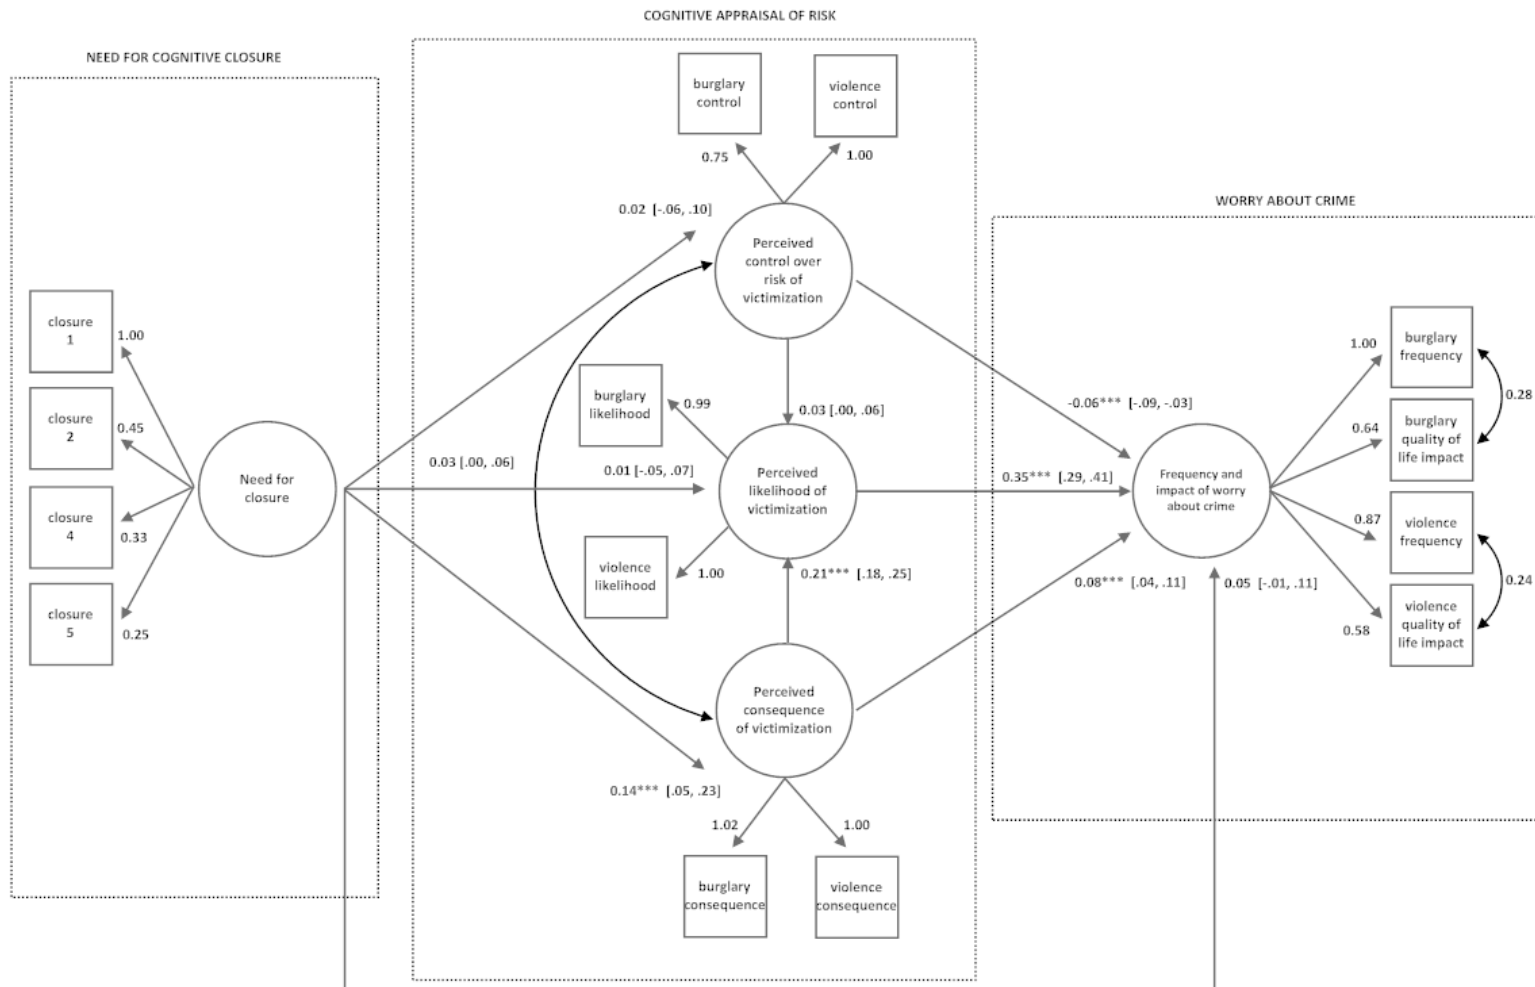 COGNITIVE APPRAISAL OF RISK
NEED FOR COGNITIVE CLOSURE
WORRY ABOUT CRIME
closure
1
1.00
closure
2
0.45
closure
4
0.33
closure
5
0.25
Need for
closure
0.02 [-.06, .10]
0.03 [.00, .06]
0.01 [-.05, .07]
0.14*** [.05, .23]
burglary
control
violence
control
0.75
1.00
Perceived
control over
risk of
victimization
0.03 [.00, .06]
burglary
likelihood
0.99
Perceived
likelihood of
victimization
violence
likelihood
1.00
0.21*** [.18, .25]
Perceived
consequence
of victimization
1.02
1.00
burglary
consequence
violence
consequence
-0.06*** [-.09, -.03]
0.35*** [.29, .41]
0.08*** [.04, .11]
0.05 [-.01, .11]
Frequency and
impact of worry
about crime
1.00
burglary
frequency
0.28
0.64
burglary
quality of
life impact
0.87
violence
frequency
0.24
0.58
violence
quality of
life impact